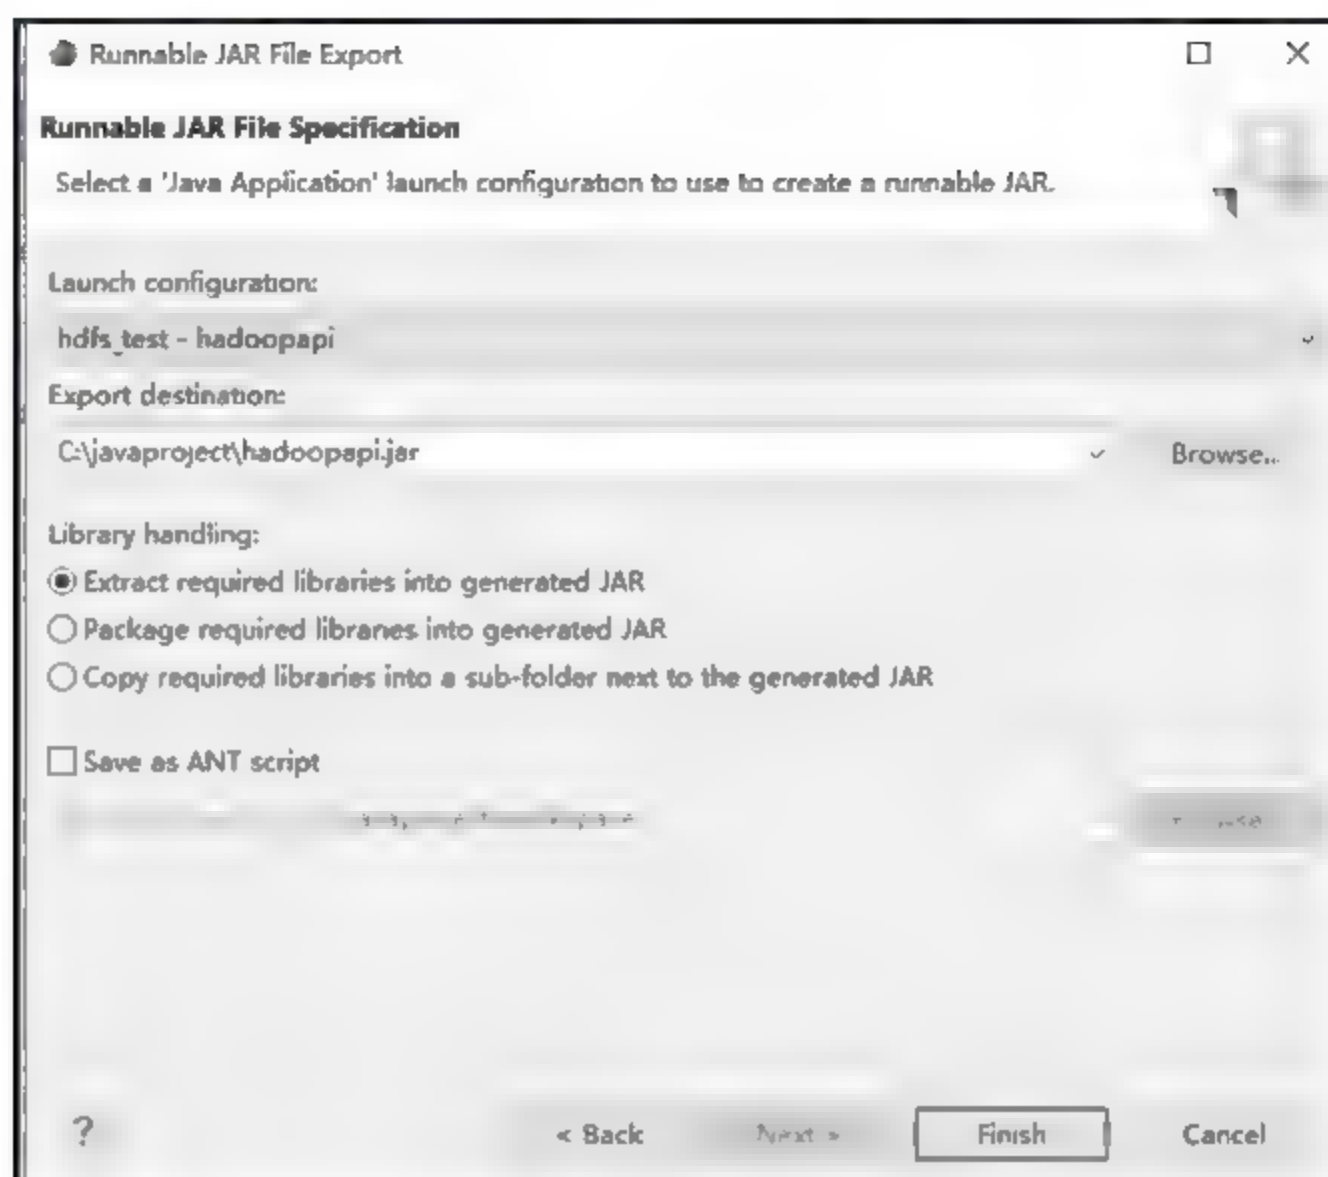 Runnable JAR File Export
Runnable JAR File Specification
Select a 'Java Application' launch configuration to use to create a runnable JAR.
Launch configuration:
hdfs_test - hadoopapi
Export destination:
C:\javaproject\hadoopapi.jar Browse...
Library handling:
Extract required libraries into generated JAR
Package required libraries into generated JAR
Copy required libraries into a sub-folder next to the generated JAR
Save as ANT script
? < Back Next > Finish Cancel